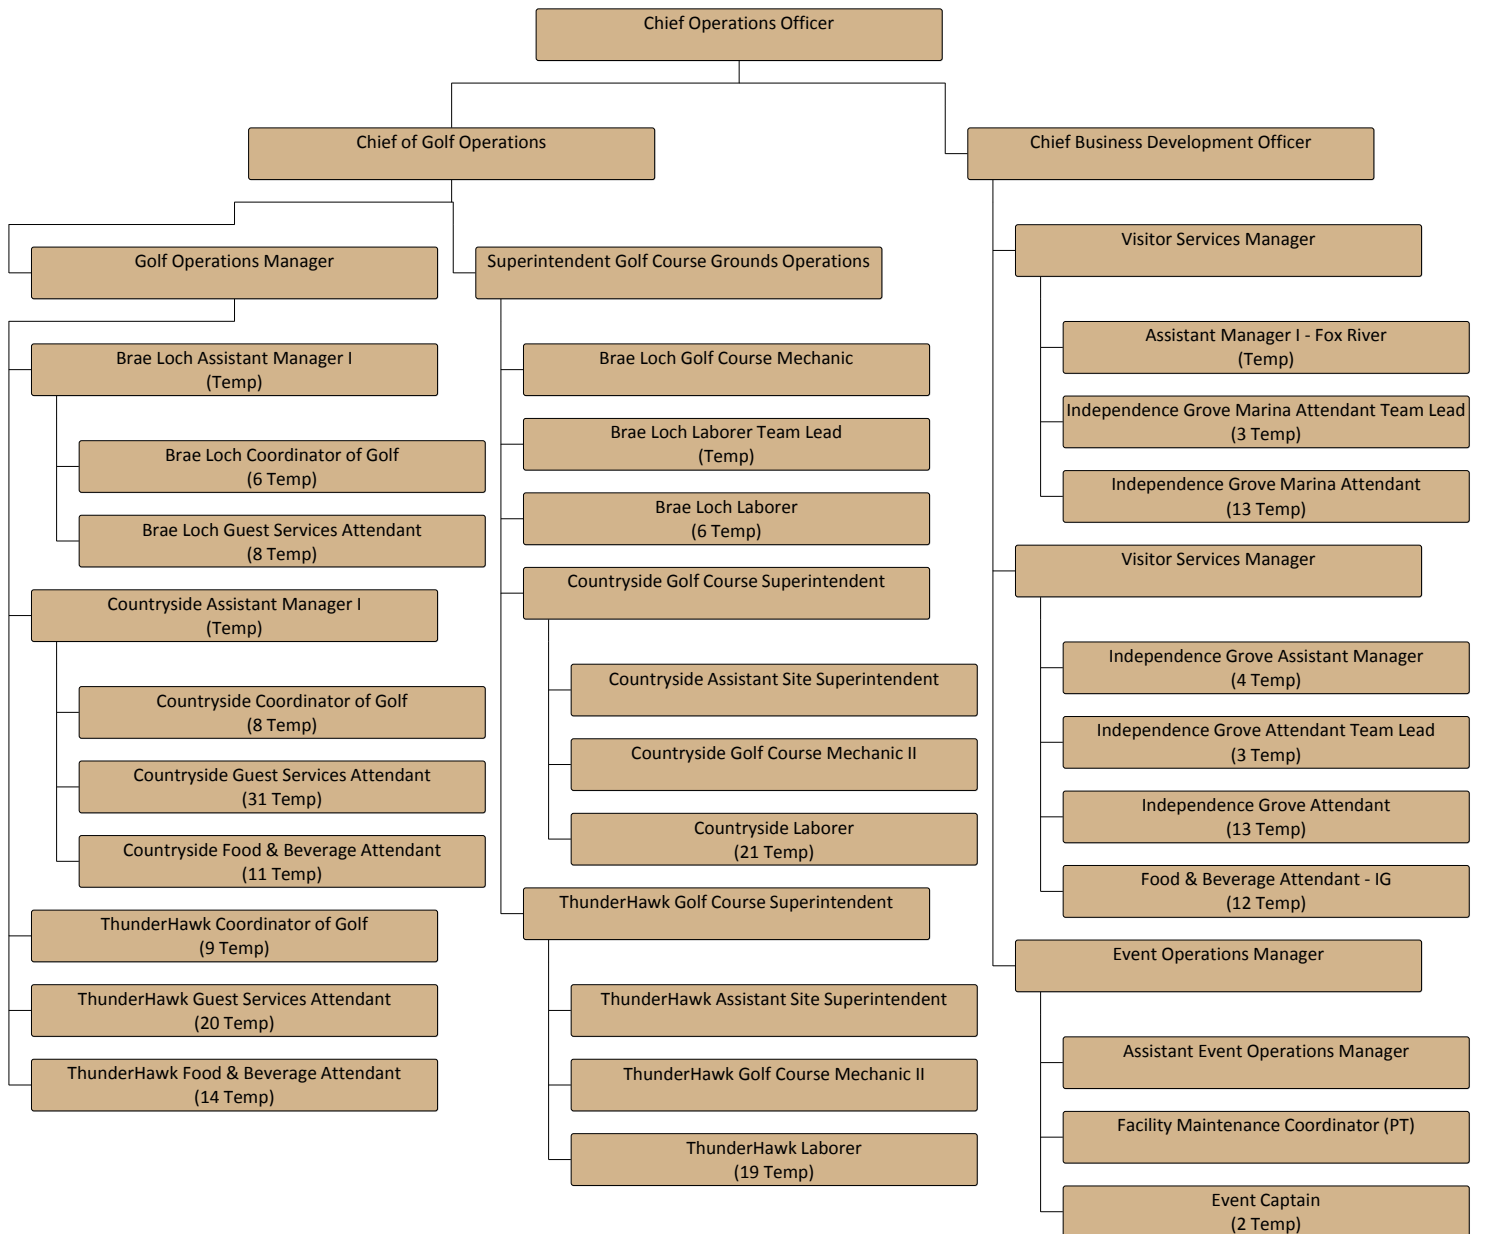 Chief Operations Officer
Chief of Golf Operations
Golf Operations Manager
Brae Loch Assistant Manager I
(Temp)
Brae Loch Coordinator of Golf
(6 Temp)
Brae Loch Guest Services Attendant
(8 Temp)
Countryside Assistant Manager I
(Temp)
Countryside Coordinator of Golf
(8 Temp)
Countryside Guest Services Attendant
(31 Temp)
Countryside Food & Beverage Attendant
(11 Temp)
ThunderHawk Coordinator of Golf
(9 Temp)
ThunderHawk Guest Services Attendant
(20 Temp)
ThunderHawk Food & Beverage Attendant
(14 Temp)
Superintendent Golf Course Grounds Operations
Brae Loch Golf Course Mechanic
Brae Loch Laborer Team Lead
(Temp)
Brae Loch Laborer
(6 Temp)
Countryside Golf Course Superintendent
Countryside Assistant Site Superintendent
Countryside Golf Course Mechanic II
Countryside Laborer
(21 Temp)
ThunderHawk Golf Course Superintendent
ThunderHawk Assistant Site Superintendent
ThunderHawk Golf Course Mechanic II
ThunderHawk Laborer
(19 Temp)
Chief Business Development Officer
Visitor Services Manager
Assistant Manager I - Fox River
(Temp)
Independence Grove Marina Attendant Team Lead
(3 Temp)
Independence Grove Marina Attendant
(13 Temp)
Visitor Services Manager
Independence Grove Assistant Manager
(4 Temp)
Independence Grove Attendant Team Lead
(3 Temp)
Independence Grove Attendant
(13 Temp)
Food & Beverage Attendant - IG
(12 Temp)
Event Operations Manager
Assistant Event Operations Manager
Facility Maintenance Coordinator (PT)
Event Captain
(2 Temp)